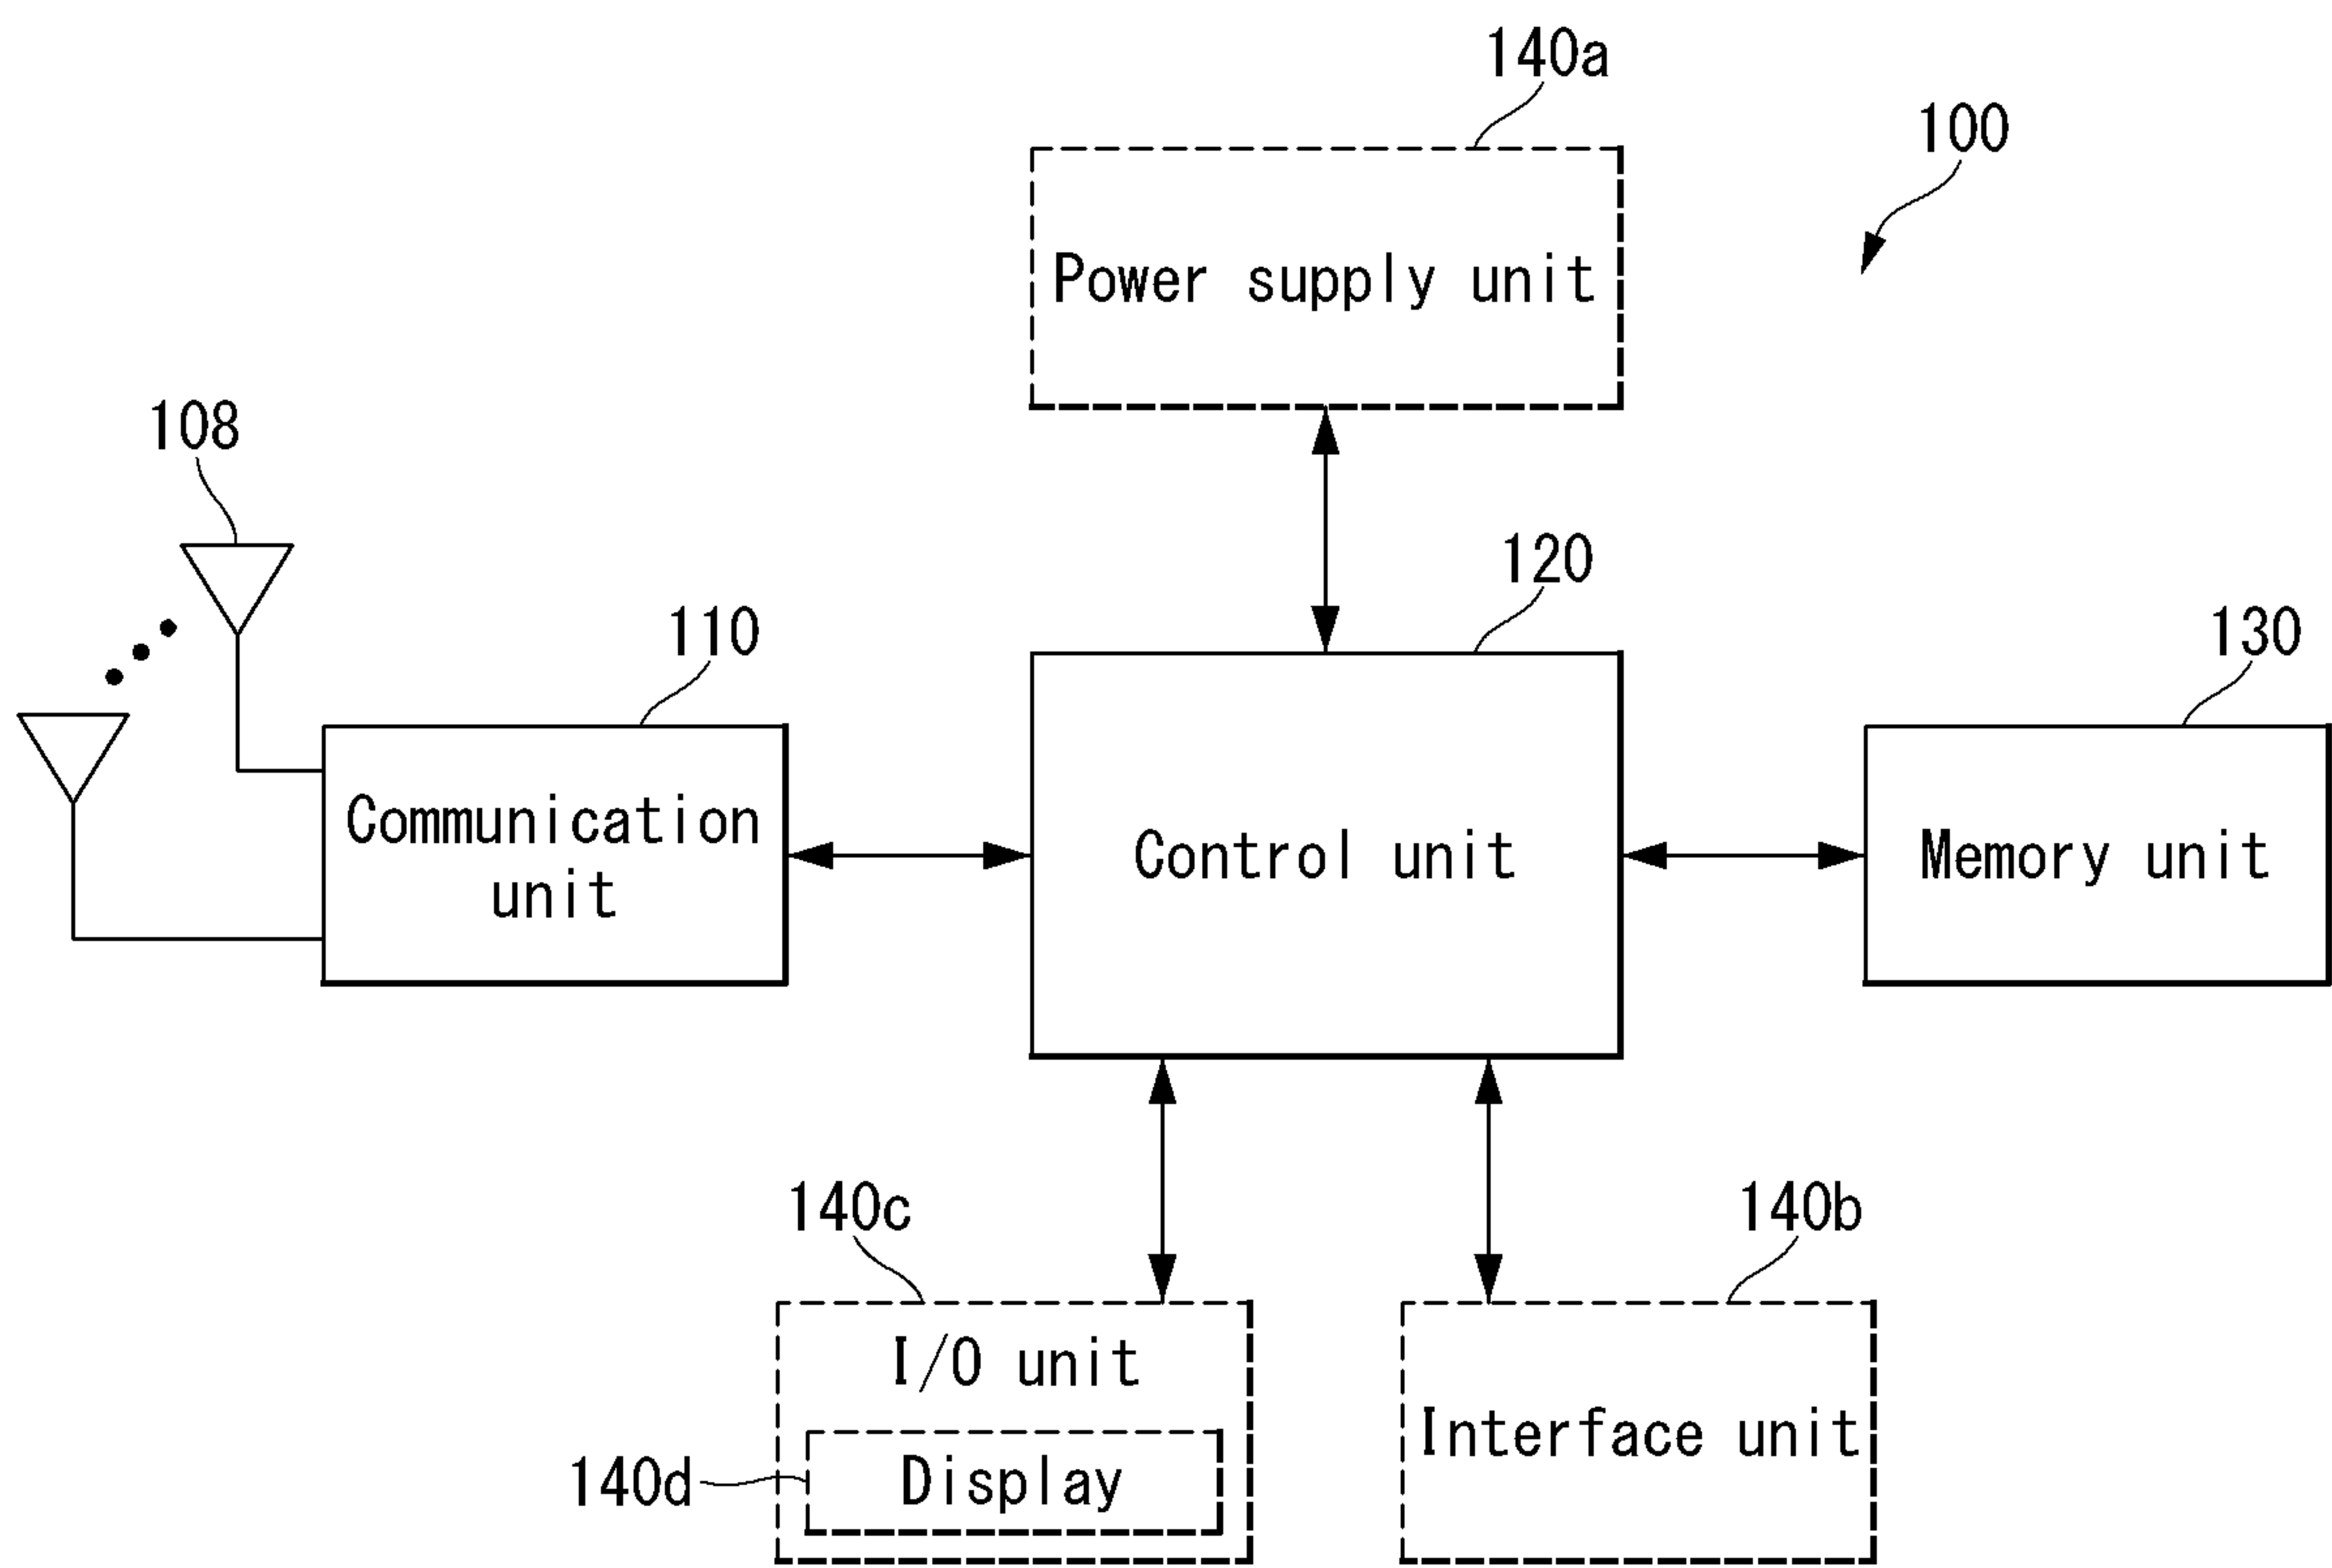 140a
100
Power supply unit
108
120
110
130
Communication
unit
Control unit
Memory unit
140c
140b
I/O unit
Interface unit
140d
Display